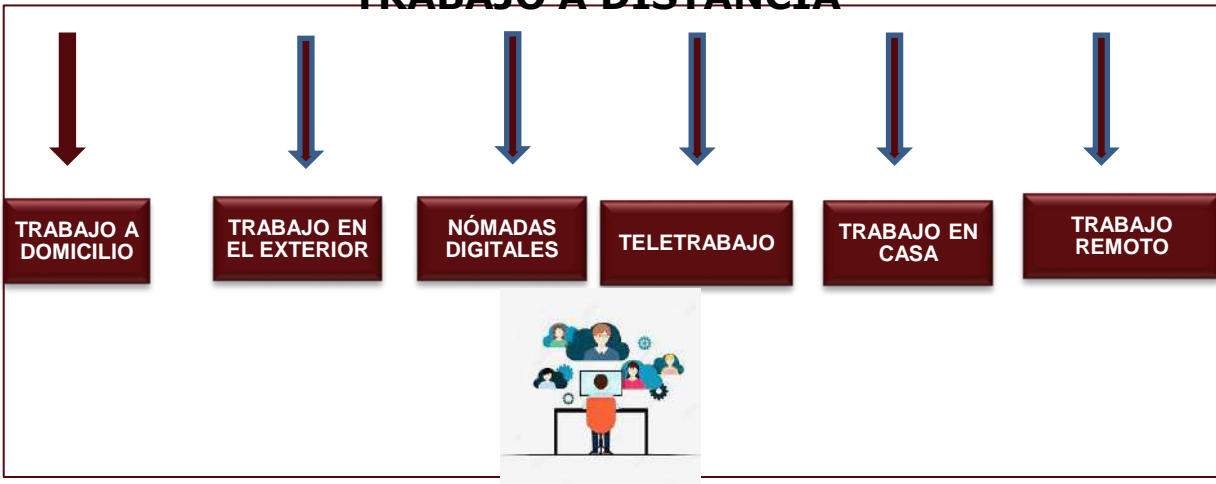 TRABAJO A DISTANCIA
TRABAJO A
DOMICILIO
TRABAJO EN
EL EXTERIOR
NÓMADAS
DIGITALES
TELETRABAJO
TRABAJO EN
CASA
TRABAJO
REMOTO